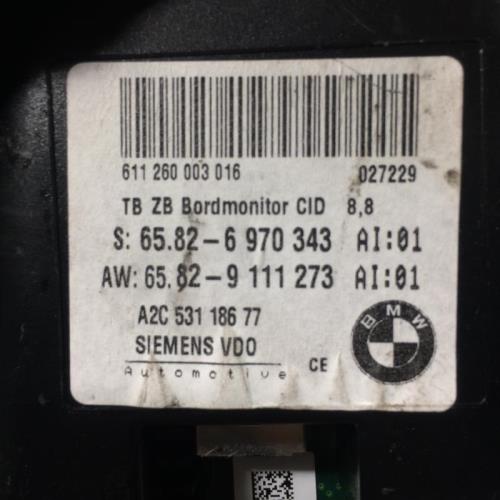 611 260 003 016 027229
TB ZB Bordmonitor CID 8,8
S: 65.82-6 970 343 AI:01
AW: 65.82-9 111 273 AI:01
A2C 531 186 77
SIEMENS VDO
Automotive CE
BMW